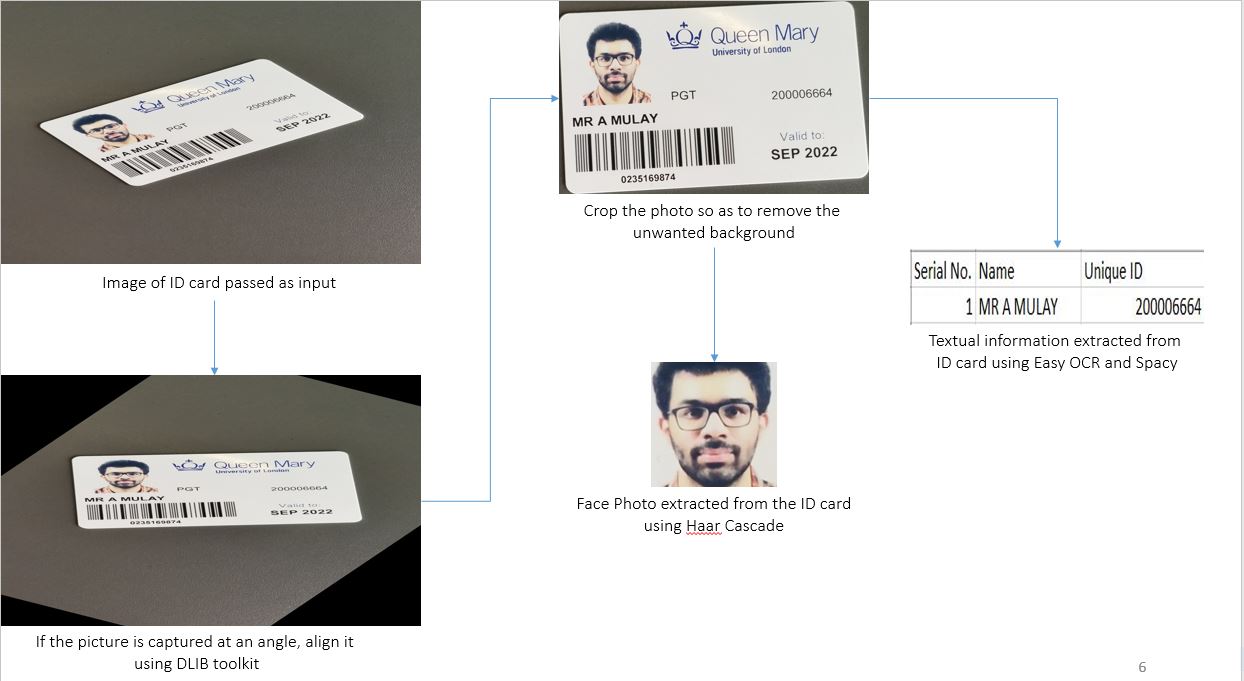 Queen Mary
University of London
PGT
200006664
MR A MULAY
Valid to:
SEP 2022
0235169874
Image of ID card passed as input
Queen Mary
University of London
PGT
200006664
MR A MULAY
Valid to:
SEP 2022
0235169874
If the picture is captured at an angle, align it
using DLIB toolkit
Queen Mary
University of London
PGT
200006664
MR A MULAY
Valid to:
SEP 2022
0235169874
Crop the photo so as to remove the
unwanted background
Face Photo extracted from the ID card
using Haar Cascade
Serial No. Name Unique ID
1 MR A MULAY 200006664
Textual information extracted from
ID card using Easy OCR and Spacy
6